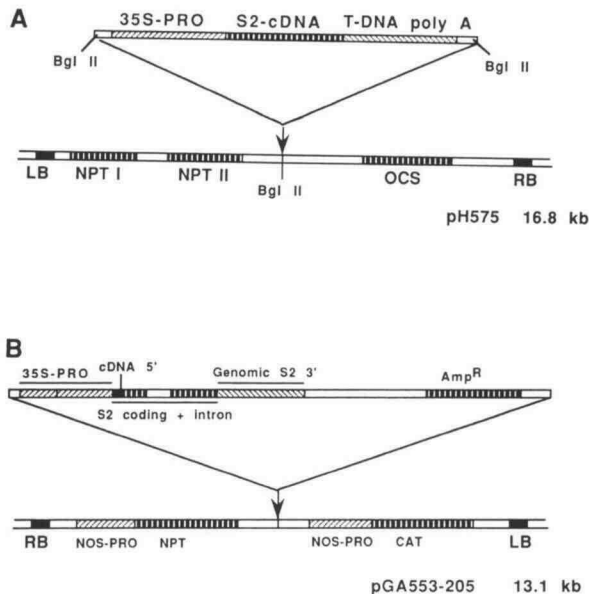 A
35S-PRO S2-cDNA T-DNA poly A
Bgl II Bgl II
LB NPT I NPT II Bgl II OCS RB
pH575 16.8 kb
B
35S-PRO cDNA 5' Genomic S2 3' AmpR
S2 coding + intron
RB NOS-PRO NPT NOS-PRO CAT LB
pGA553-205 13.1 kb